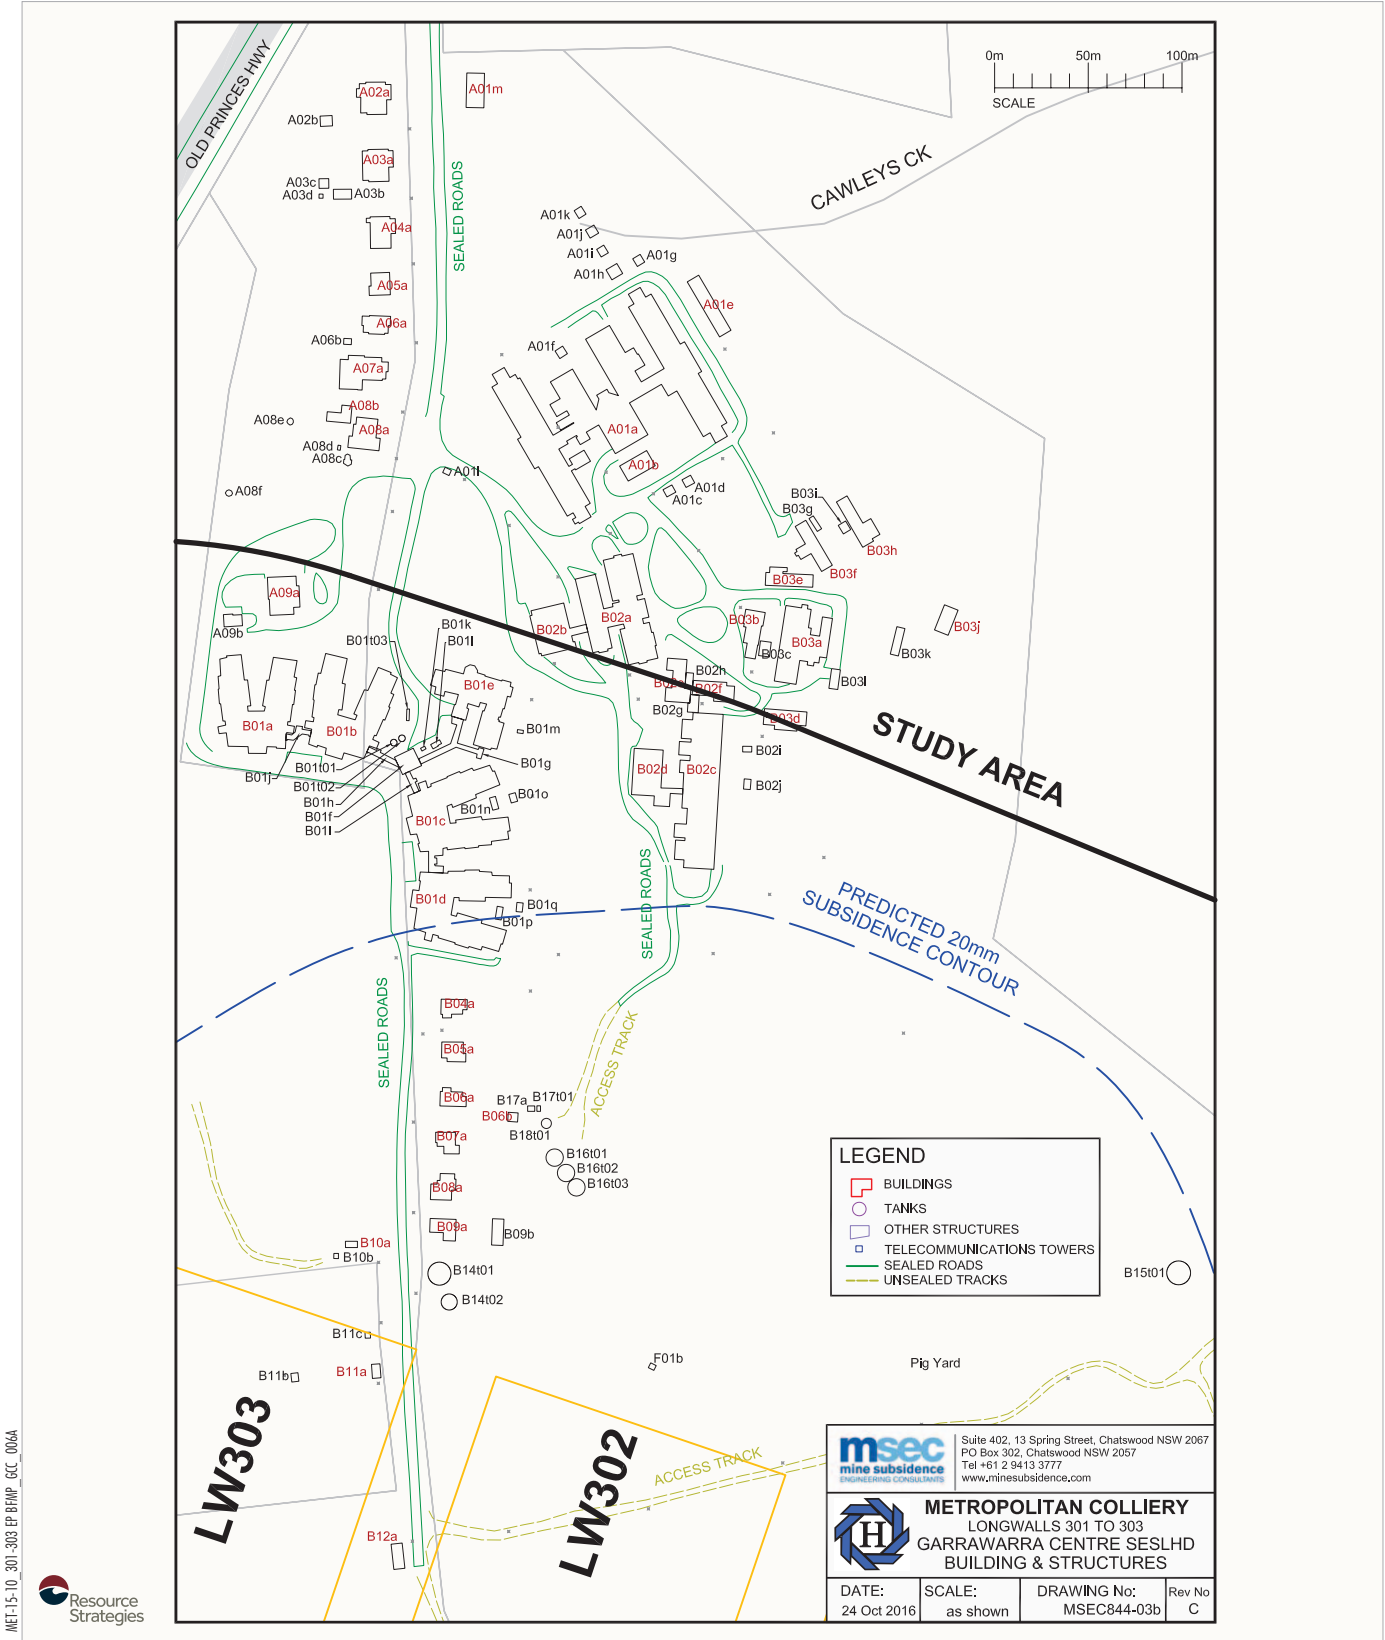 OLD PRINCES HWY
A02a
A01m
0m 50m 100m
SCALE
A02b
A03a
CAWLEYS CK
A03c
A03d
A03b
SEALED ROADS
A04a
A01k
A01j
A01i
A01g
A01h
A05a
A01e
A06a
A06b
A01f
A07a
A08b
A08e
A08a
A01a
A08d
A08c
A01l
A01b
A08f
A01d
A01c
B03i
B03g
B03h
B03f
B03e
A09a
A09b
B01t03
B01k
B01l
B02b
B02a
B03b
B03a
B03c
B03j
B03k
B03l
B01e
B02e
B02h
B02f
B02g
B03d
STUDY AREA
B01a
B01b
B01m
B01g
B02i
B02j
B02d
B02c
B01j
B01t01
B01t02
B01h
B01f
B01l
B01c
B01n
B01o
B01d
B01q
B01p
SEALED ROADS
PREDICTED 20mm
SUBSIDENCE CONTOUR
SEALED ROADS
B04a
B05a
ACCESS TRACK
B06a
B17a
B17t01
B06b
B18t01
B07a
B16t01
B16t02
B16t03
B08a
B09a
B09b
B10a
B10b
B14t01
B14t02
B15t01
LEGEND
BUILDINGS
TANKS
OTHER STRUCTURES
TELECOMMUNICATIONS TOWERS
SEALED ROADS
UNSEALED TRACKS
B11c
B11b
B11a
F01b
Pig Yard
LW303
LW302
ACCESS TRACK
B12a
msec
mine subsidence
ENGINEERING CONSULTANTS
Suite 402, 13 Spring Street, Chatswood NSW 2067
PO Box 302, Chatswood NSW 2057
Tel +61 2 9413 3777
www.minesubsidence.com
H
METROPOLITAN COLLIERY
LONGWALLS 301 TO 303
GARRAWARRA CENTRE SESLHD
BUILDING & STRUCTURES
DATE:
24 Oct 2016
SCALE:
as shown
DRAWING No:
MSEC844-03b
Rev No
C
MET-15-10_301-303 EP BFMP_GCC_006A
Resource
Strategies